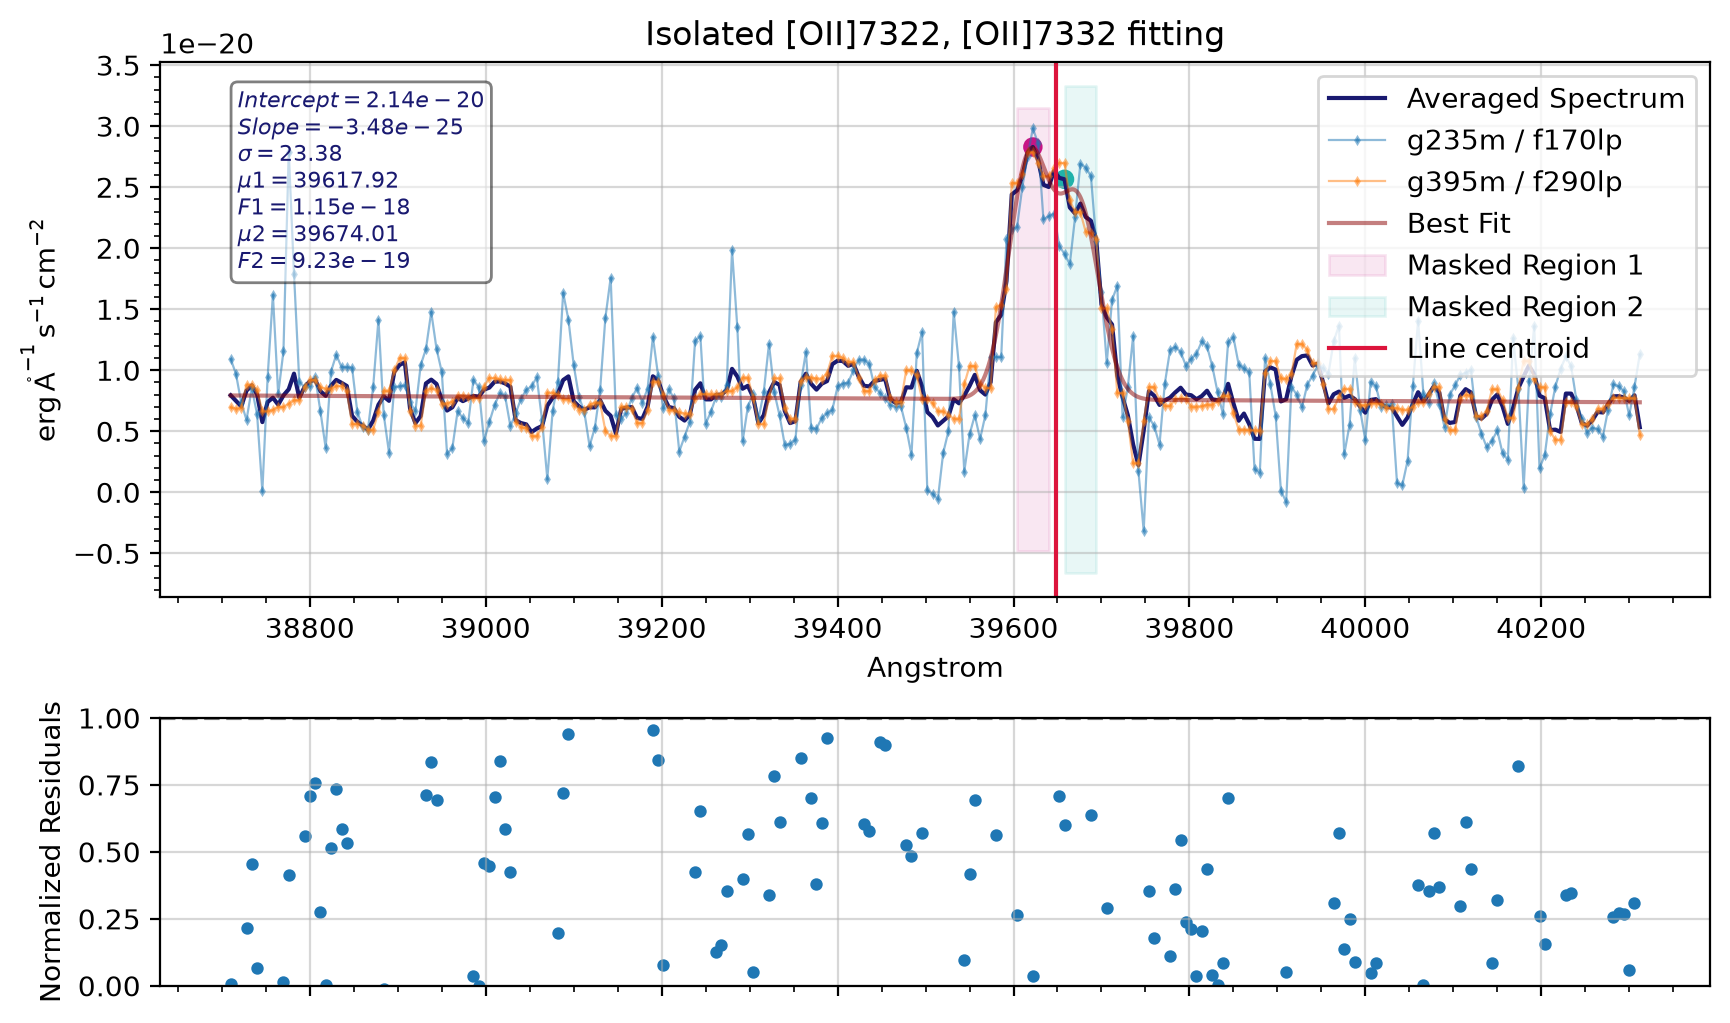 Isolated [OII]7322, [OII]7332 fitting
1e−20
3.5
3.0
2.5
2.0
1.5
1.0
0.5
0.0
−0.5
erg Å⁻¹ s⁻¹ cm⁻²
Intercept = 2.14e − 20
Slope = −3.48e − 25
σ = 23.38
μ1 = 39617.92
F1 = 1.15e − 18
μ2 = 39674.01
F2 = 9.23e − 19
Averaged Spectrum
g235m / f170lp
g395m / f290lp
Best Fit
Masked Region 1
Masked Region 2
Line centroid
38800 39000 39200 39400 39600 39800 40000 40200
Angstrom
1.00
0.75
0.50
0.25
0.00
Normalized Residuals